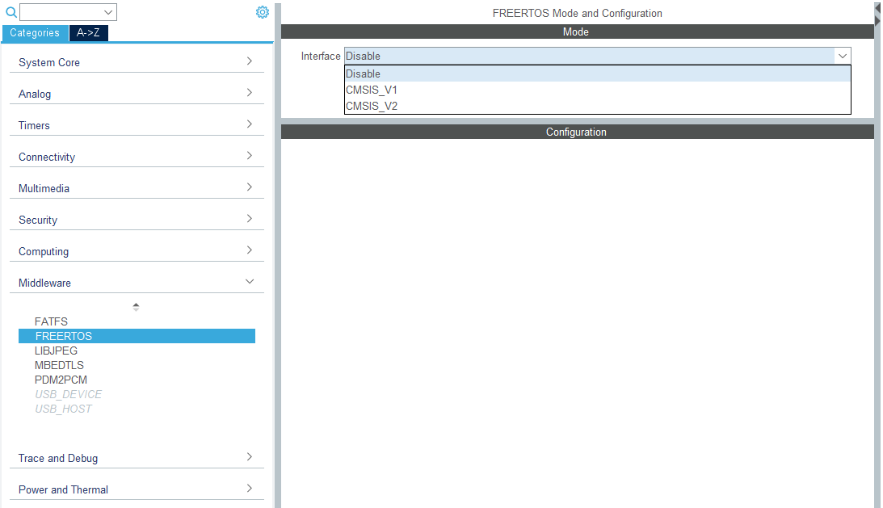 Categories A->Z
System Core
Analog
Timers
Connectivity
Multimedia
Security
Computing
Middleware
FATFS
FREERTOS
LIBJPEG
MBEDTLS
PDM2PCM
USB_DEVICE
USB_HOST
Trace and Debug
Power and Thermal
FREERTOS Mode and Configuration
Mode
Interface Disable
Disable
CMSIS_V1
CMSIS_V2
Configuration